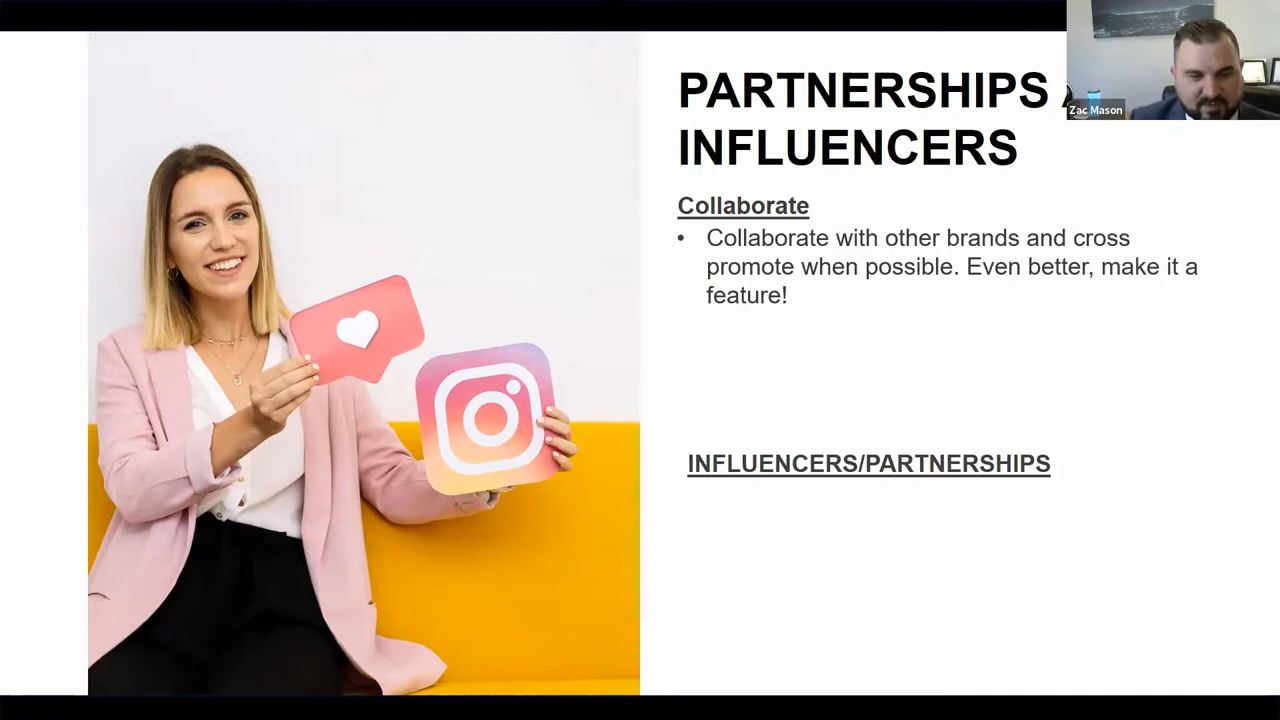 PARTNERSHIPS
INFLUENCERS
Zac Mason
Collaborate
• Collaborate with other brands and cross
promote when possible. Even better, make it a
feature!
INFLUENCERS/PARTNERSHIPS